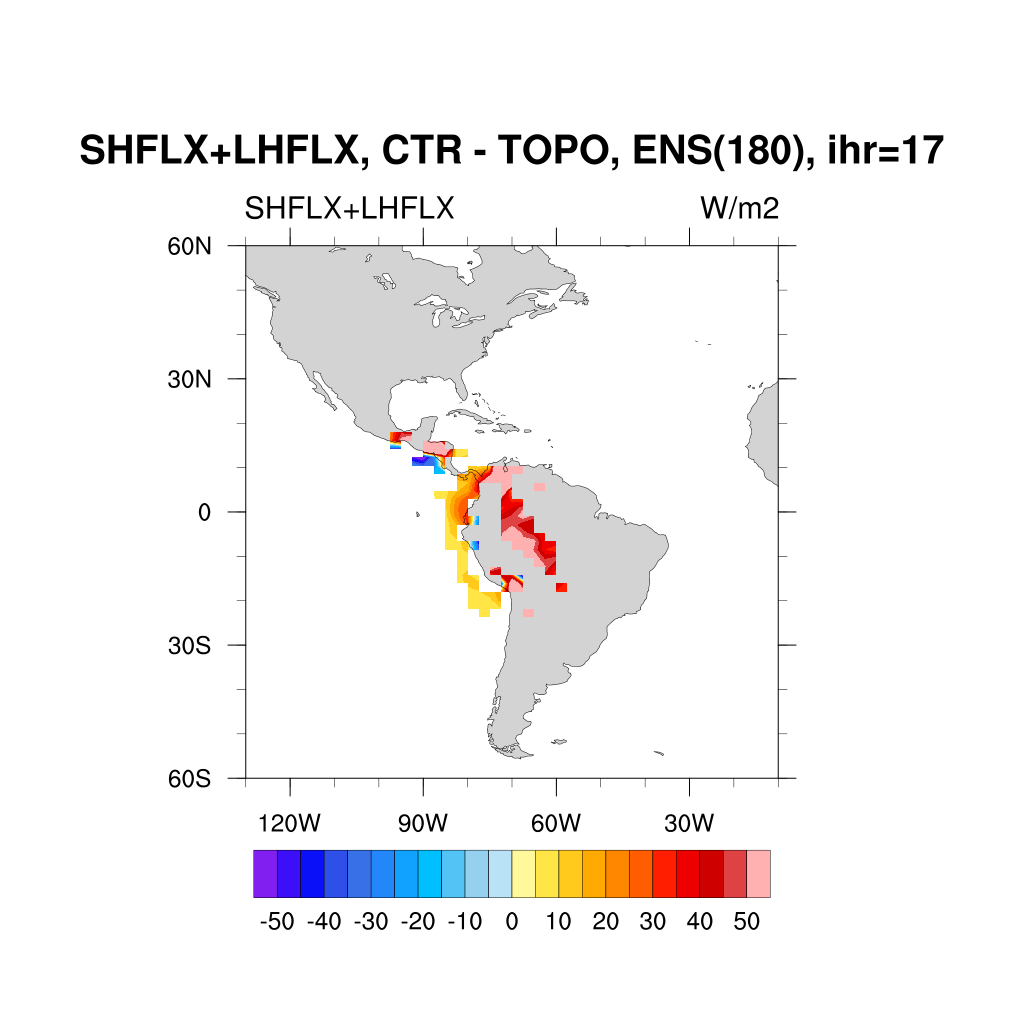 SHFLX+LHFLX, CTR - TOPO, ENS(180), ihr=17
SHFLX+LHFLX W/m2
60N
30N
0
30S
60S
120W 90W 60W 30W
-50 -40 -30 -20 -10 0 10 20 30 40 50